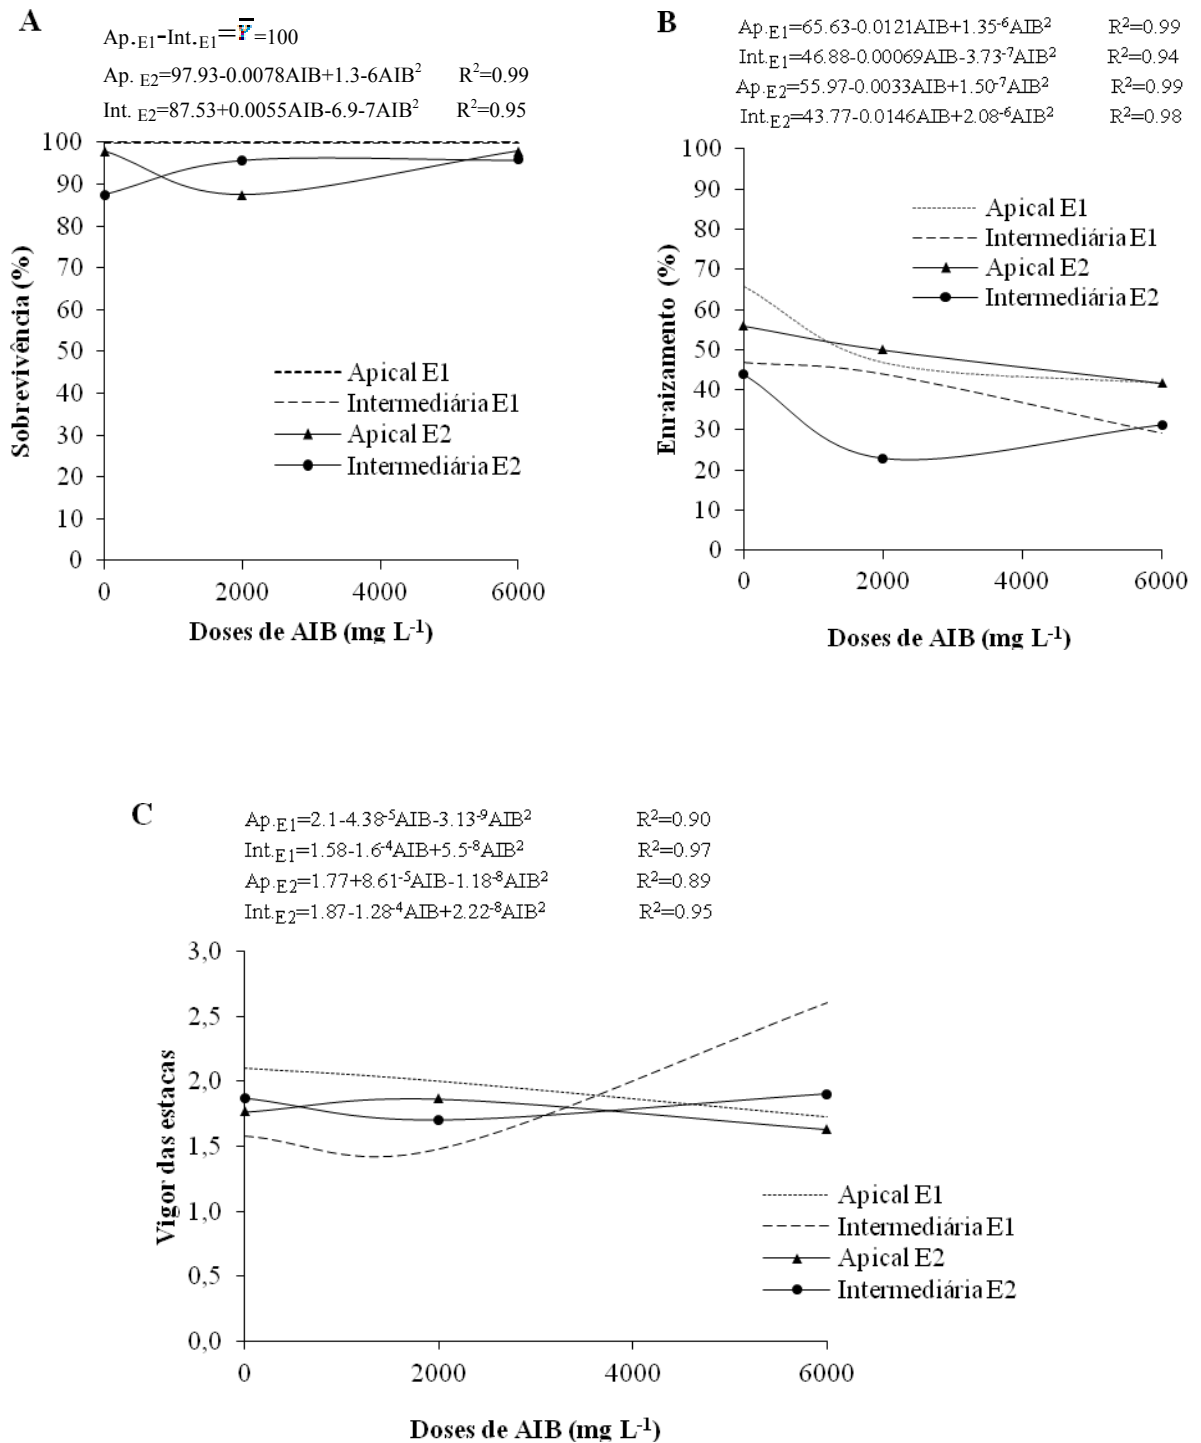 A
Ap.E1-Int.E1=Y̅=100
Ap. E2=97.93-0.0078AIB+1.3-6AIB² R²=0.99
Int. E2=87.53+0.0055AIB-6.9-7AIB² R²=0.95
100
90
80
70
60
50
40
30
20
10
0
Sobrevivência (%)
Apical E1
Intermediária E1
Apical E2
Intermediária E2
0 2000 4000 6000
Doses de AIB (mg L⁻¹)
B
Ap.E1=65.63-0.0121AIB+1.35⁻⁶AIB² R²=0.99
Int.E1=46.88-0.00069AIB-3.73⁻⁷AIB² R²=0.94
Ap.E2=55.97-0.0033AIB+1.50⁻⁷AIB² R²=0.99
Int.E2=43.77-0.0146AIB+2.08⁻⁶AIB² R²=0.98
100
90
80
70
60
50
40
30
20
10
0
Enraizamento (%)
Apical E1
Intermediária E1
Apical E2
Intermediária E2
0 2000 4000 6000
Doses de AIB (mg L⁻¹)
C
Ap.E1=2.1-4.38⁻⁵AIB-3.13⁻⁹AIB² R²=0.90
Int.E1=1.58-1.6⁻⁴AIB+5.5⁻⁸AIB² R²=0.97
Ap.E2=1.77+8.61⁻⁵AIB-1.18⁻⁸AIB² R²=0.89
Int.E2=1.87-1.28⁻⁴AIB+2.22⁻⁸AIB² R²=0.95
3,0
2,5
2,0
1,5
1,0
0,5
0,0
Vigor das estacas
Apical E1
Intermediária E1
Apical E2
Intermediária E2
0 2000 4000 6000
Doses de AIB (mg L⁻¹)